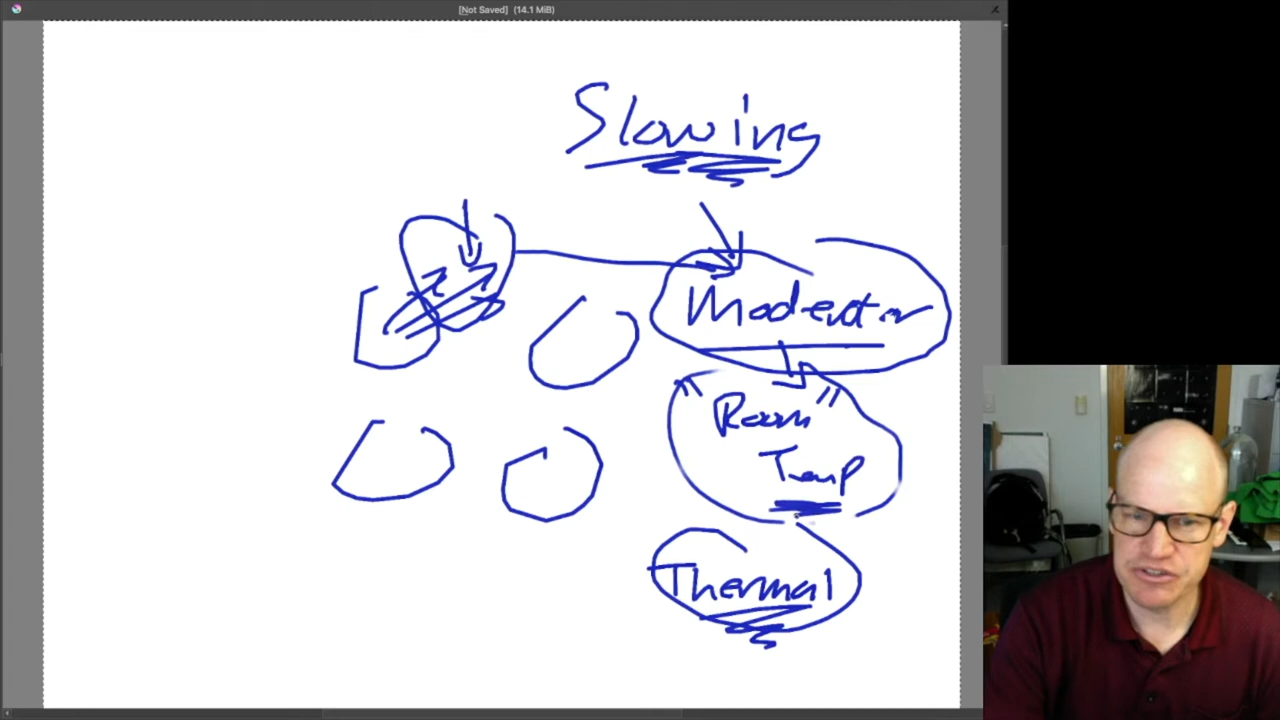 [Not Saved] (14.1 MiB)
Slowing
Moderator
"Room
Temp"
Thermal